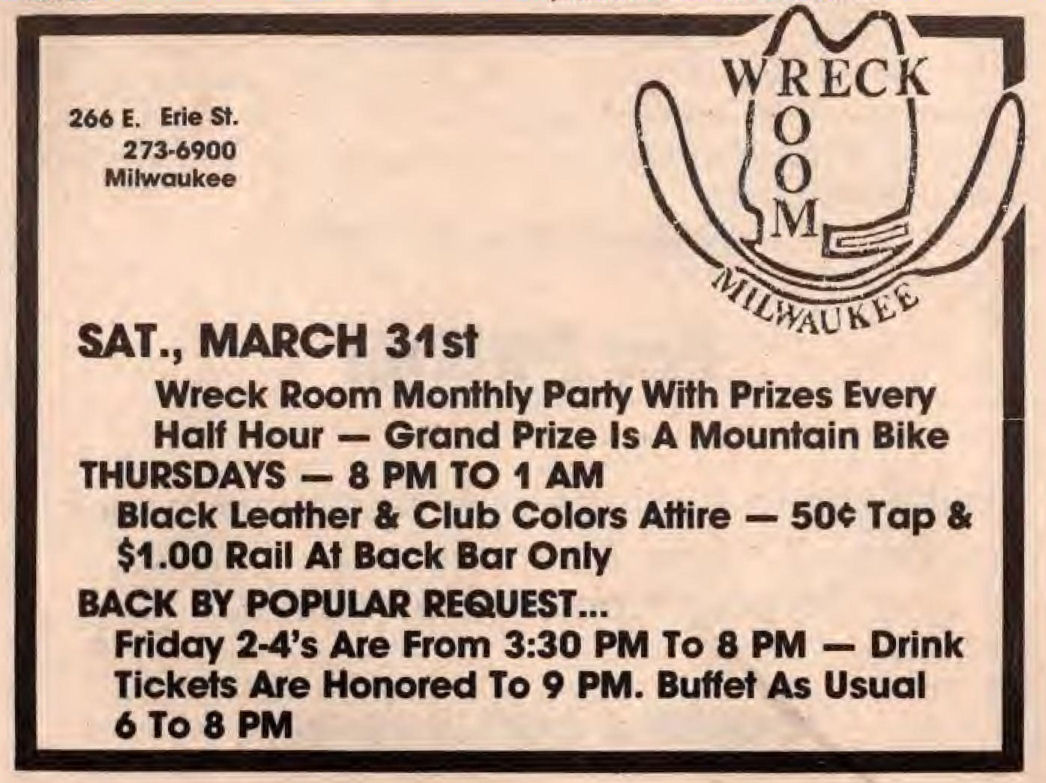 266 E. Erie St.
273-6900
Milwaukee
WRECK
ROOM
MILWAUKEE
SAT., MARCH 31st
Wreck Room Monthly Party With Prizes Every
Half Hour — Grand Prize Is A Mountain Bike
THURSDAYS — 8 PM TO 1 AM
Black Leather & Club Colors Attire — 50¢ Tap &
$1.00 Rail At Back Bar Only
BACK BY POPULAR REQUEST...
Friday 2-4's Are From 3:30 PM To 8 PM — Drink
Tickets Are Honored To 9 PM. Buffet As Usual
6 To 8 PM